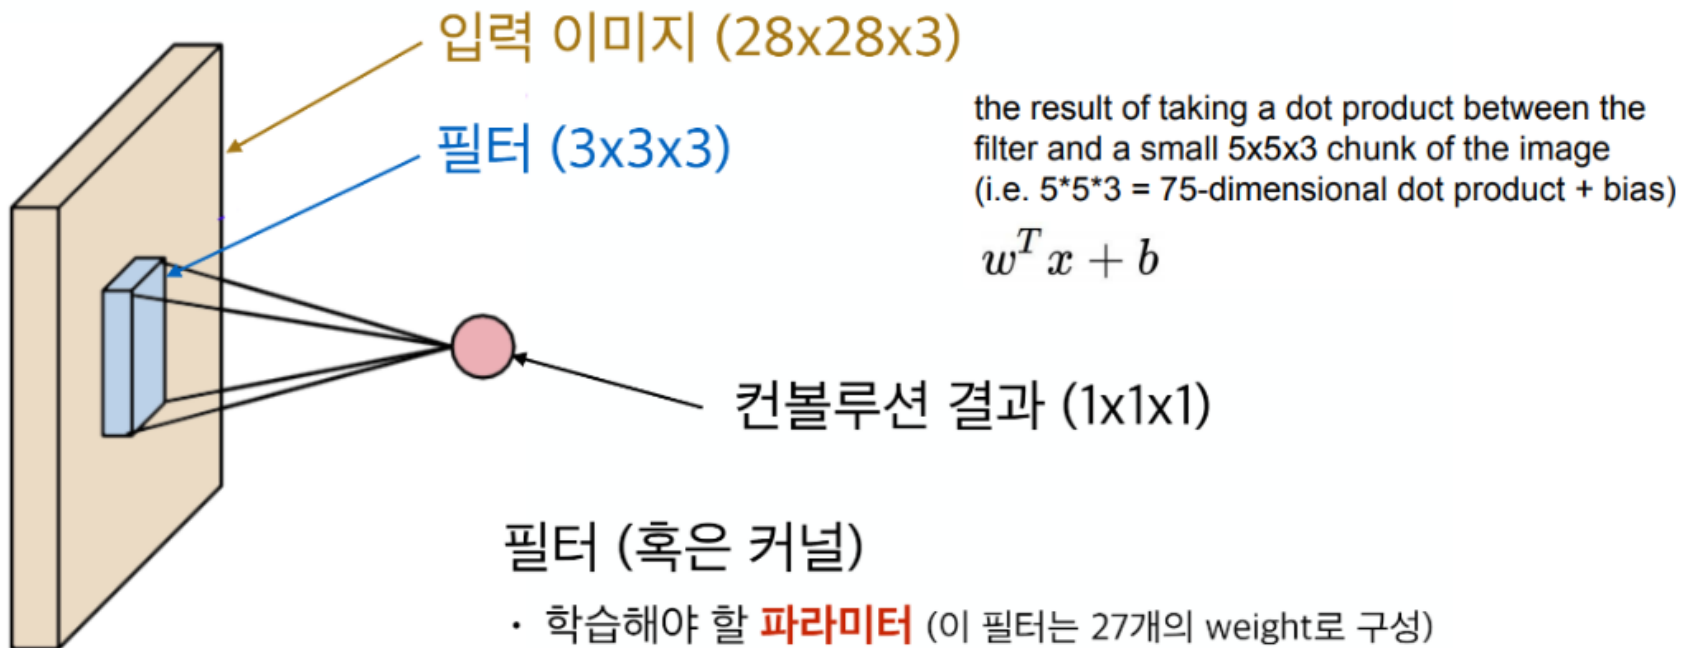 입력 이미지 (28x28x3)
필터 (3x3x3)
the result of taking a dot product between the
filter and a small 5x5x3 chunk of the image
(i.e. 5*5*3 = 75-dimensional dot product + bias)
w^T x + b
컨볼루션 결과 (1x1x1)
필터 (혹은 커널)
· 학습해야 할 파라미터 (이 필터는 27개의 weight로 구성)